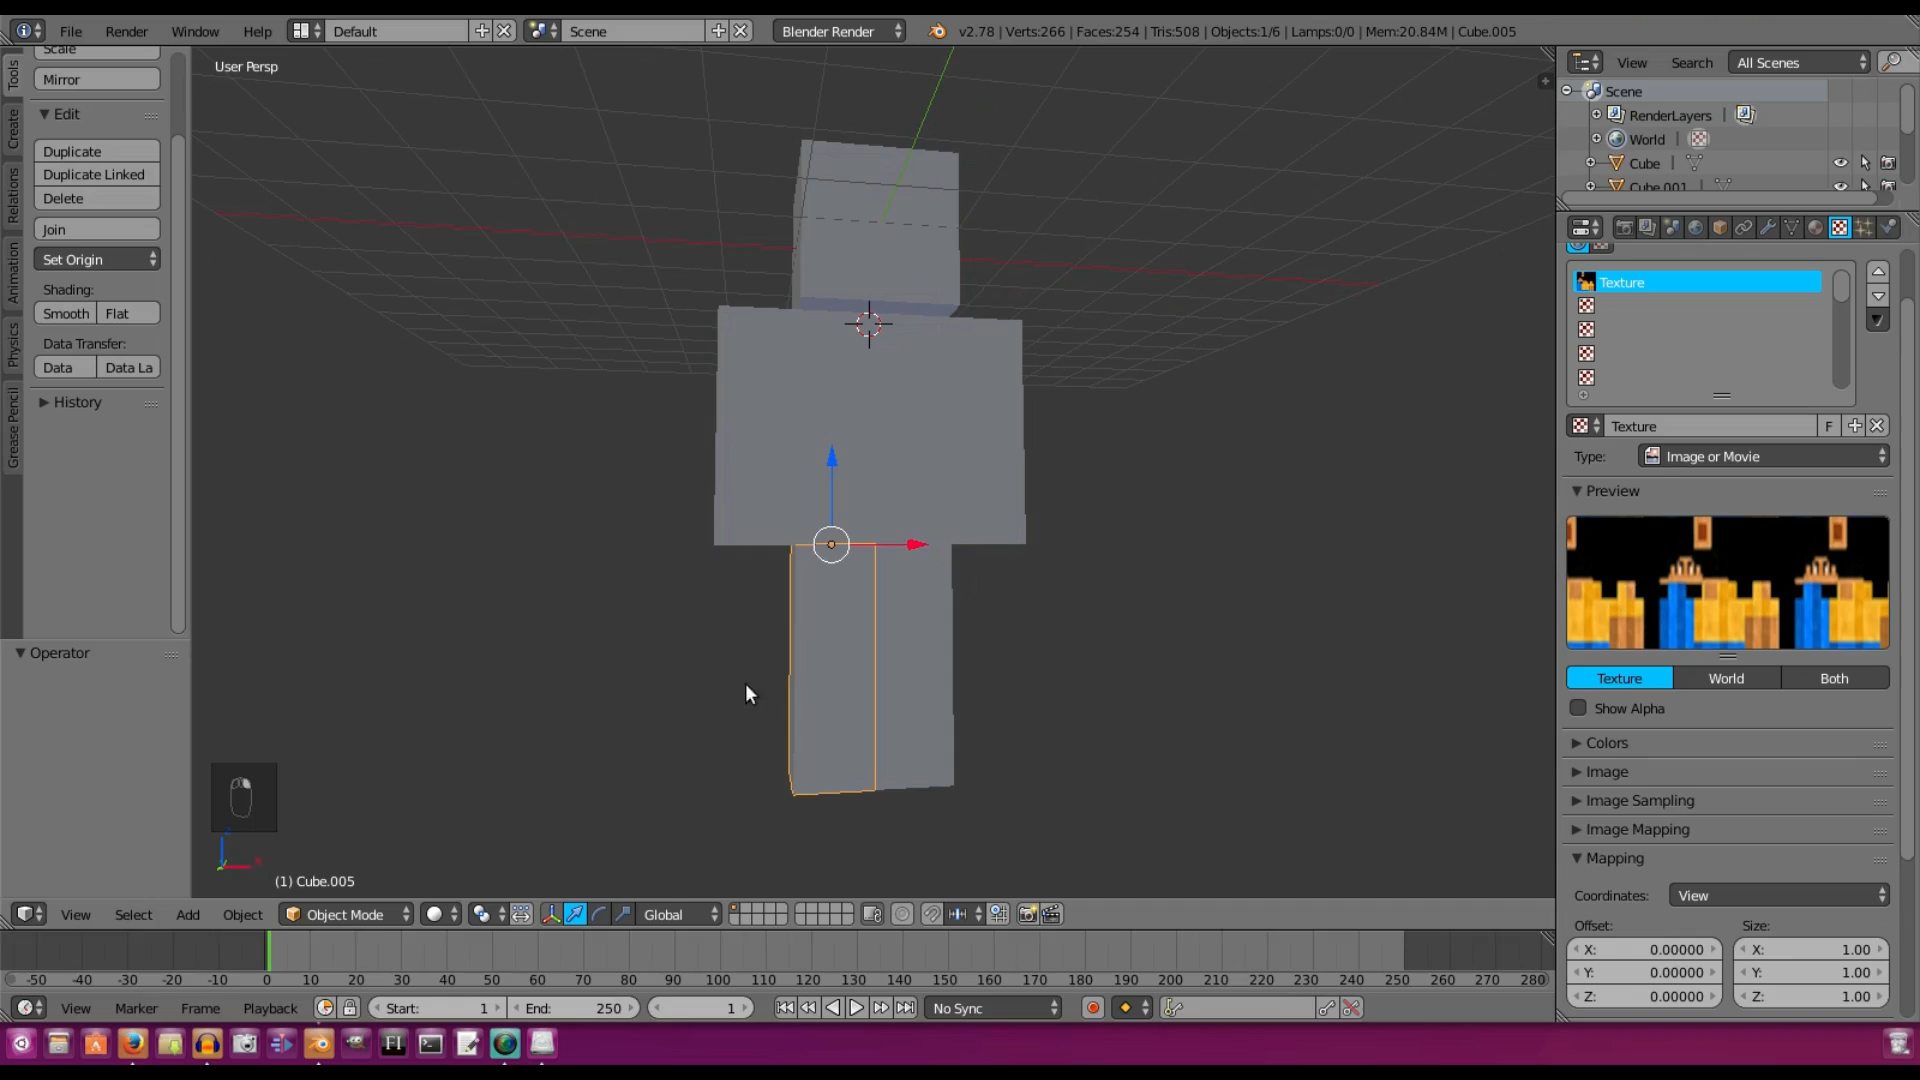 File Render Window Help Default Scene Blender Render v2.78 | Verts:266 | Faces:254 | Tris:508 | Objects:1/6 | Lamps:0/0 | Mem:20.84M | Cube.005
Scale
Mirror
Edit
Duplicate
Duplicate Linked
Delete
Join
Set Origin
Shading:
Smooth Flat
Data Transfer:
Data Data La
History
Operator
Tools
Create
Relations
Animation
Physics
Grease Pencil
User Persp
(1) Cube.005
View Select Add Object Object Mode Global
-50 -40 -30 -20 -10 0 10 20 30 40 50 60 70 80 90 100 110 120 130 140 150 160 170 180 190 200 210 220 230 240 250 260 270 280
View Marker Frame Playback Start: 1 End: 250 1 No Sync
View Search All Scenes
Scene
RenderLayers |
World |
Cube |
Cube.001 |
Texture
Texture F
Type: Image or Movie
Preview
Texture World Both
Show Alpha
Colors
Image
Image Sampling
Image Mapping
Mapping
Coordinates: View
Offset: Size:
X: 0.00000 X: 1.00
Y: 0.00000 Y: 1.00
Z: 0.00000 Z: 1.00